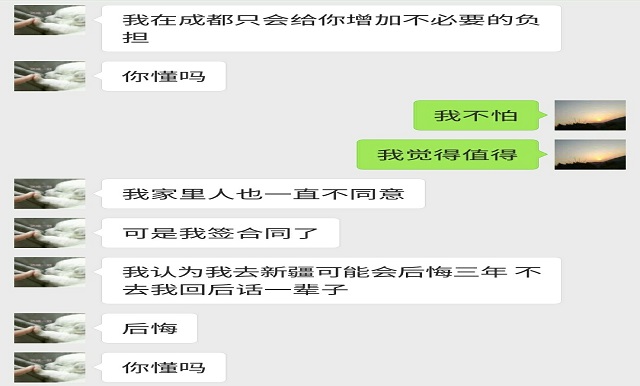 我在成都只会给你增加不必要的负
担
你懂吗
我不怕
我觉得值得
我家里人也一直不同意
可是我签合同了
我认为我去新疆可能会后悔三年 不
去我回后话一辈子
后悔
你懂吗